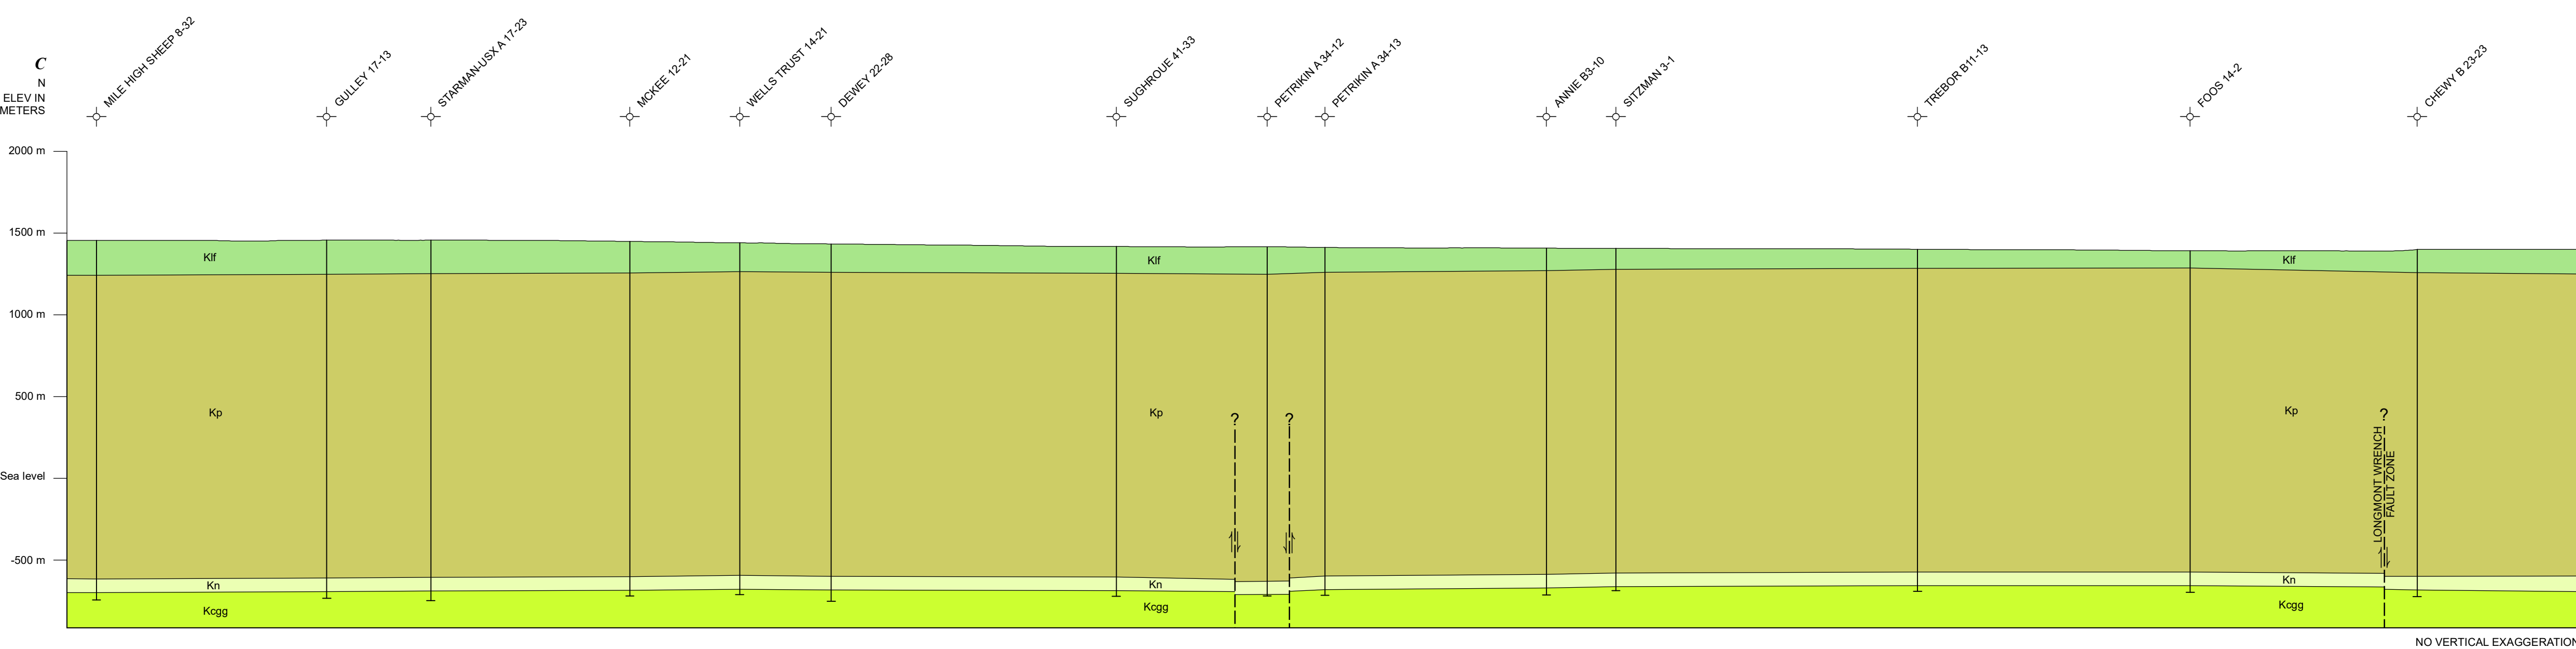 C
N
ELEV IN
METERS
MILE HIGH SHEEP 8-32
GULLEY 17-13
STARMAN-USX A 17-23
MCKEE 12-21
WELLS TRUST 14-21
DEWEY 22-28
SUGHROUE 41-33
PETRIKIN A 34-12
PETRIKIN A 34-13
ANNIE B3-10
SITZMAN 3-1
TREBOR B11-13
FOOS 14-2
CHEWY B 23-23
2000 m
1500 m
1000 m
500 m
Sea level
-500 m
Klf
Klf
Klf
Kp
Kp
Kp
?
?
?
LONGMONT WRENCH
FAULT ZONE
Kn
Kn
Kn
Kcgg
Kcgg
Kcgg
NO VERTICAL EXAGGERATION